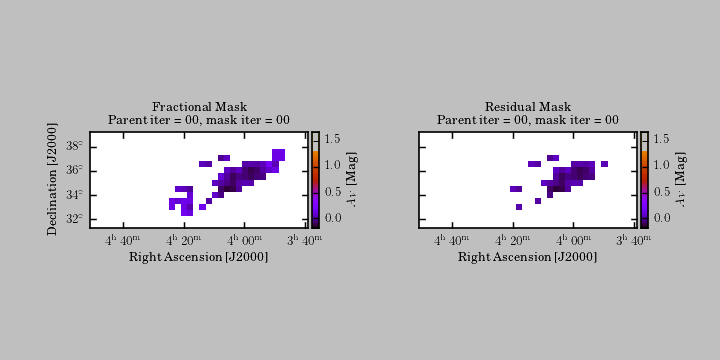 Fractional Mask
Parent iter = 00, mask iter = 00
Declination [J2000]
38°
36°
34°
32°
4ʰ 40ᵐ
4ʰ 20ᵐ
4ʰ 00ᵐ
3ʰ 40ᵐ
Right Ascension [J2000]
1.5
1.0
0.5
0.0
Av [Mag]
Residual Mask
Parent iter = 00, mask iter = 00
4ʰ 40ᵐ
4ʰ 20ᵐ
4ʰ 00ᵐ
3ʰ 40ᵐ
Right Ascension [J2000]
1.5
1.0
0.5
0.0
Av [Mag]